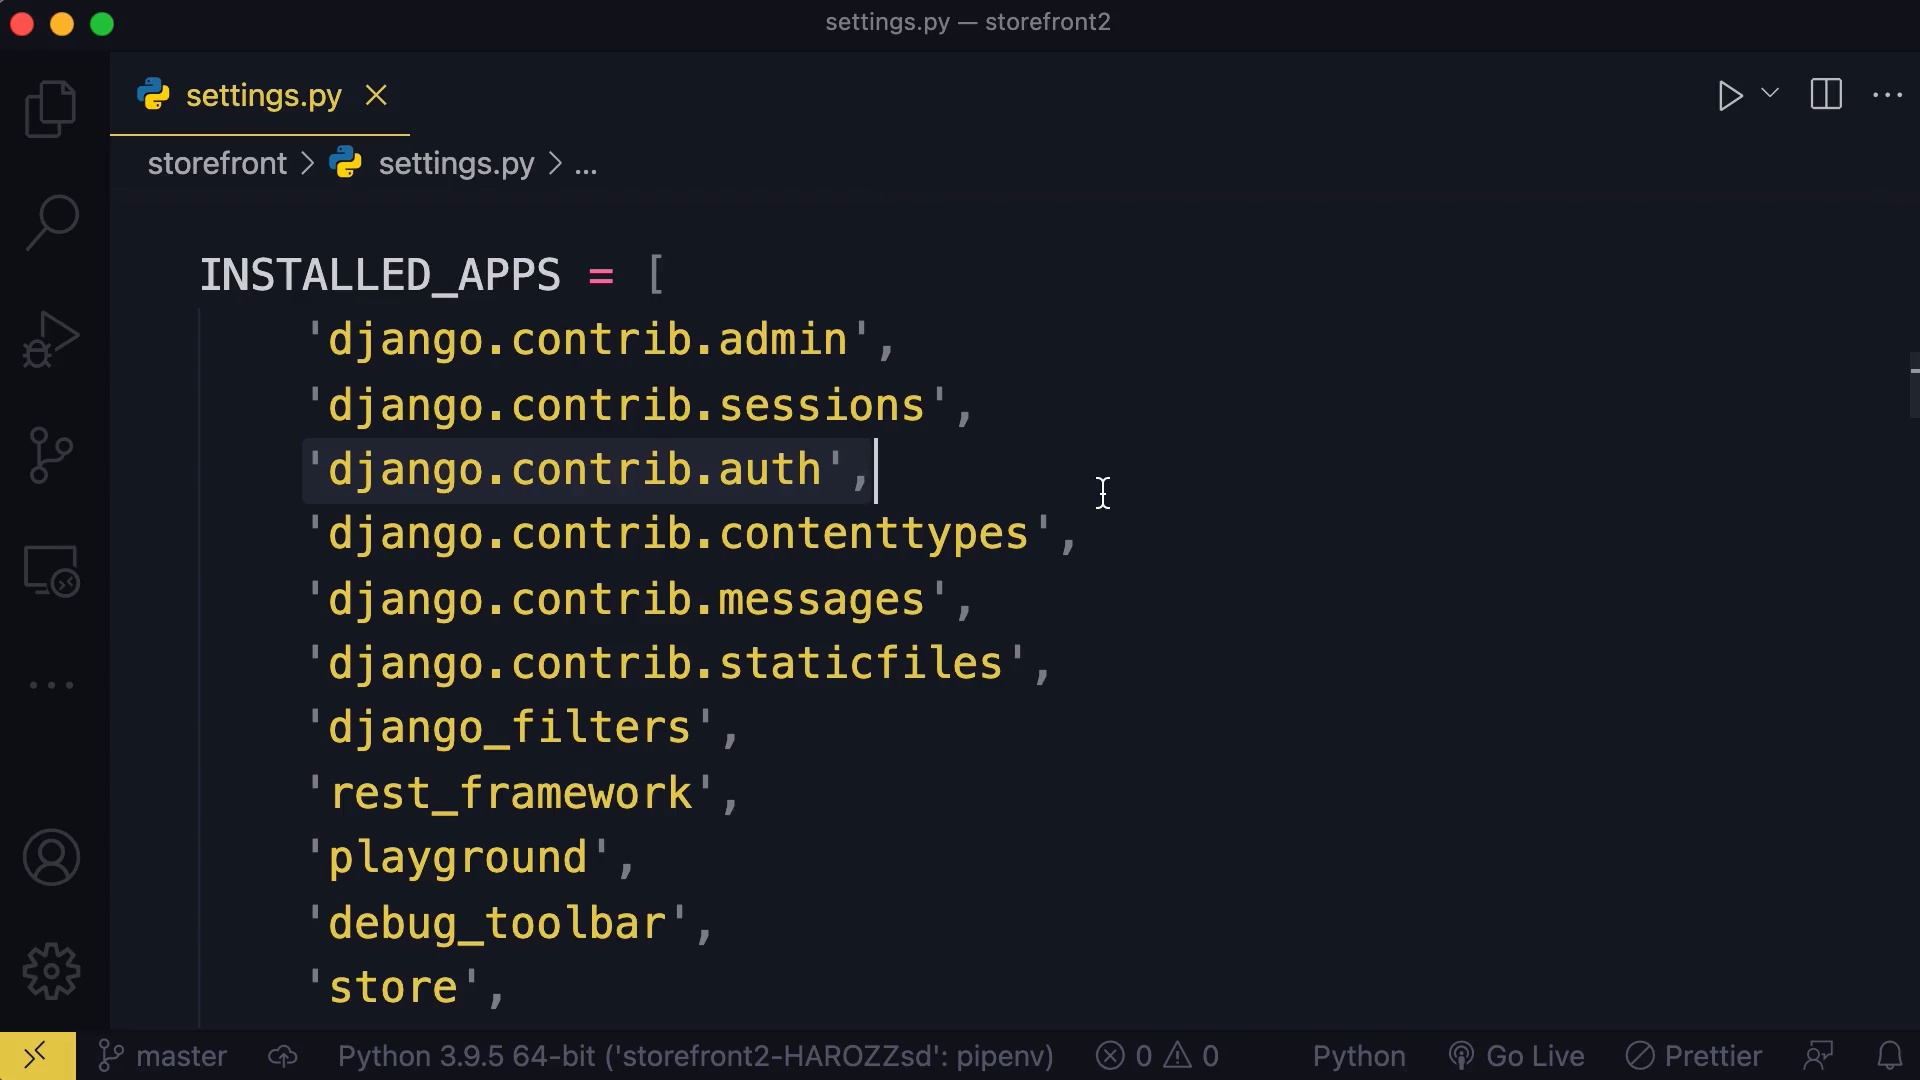 settings.py — storefront2
settings.py
storefront > settings.py > ...
INSTALLED_APPS = [
'django.contrib.admin',
'django.contrib.sessions',
'django.contrib.auth',
'django.contrib.contenttypes',
'django.contrib.messages',
'django.contrib.staticfiles',
'django_filters',
'rest_framework',
'playground',
'debug_toolbar',
'store',
master Python 3.9.5 64-bit ('storefront2-HAROZZsd': pipenv) 0 0 Python Go Live Prettier